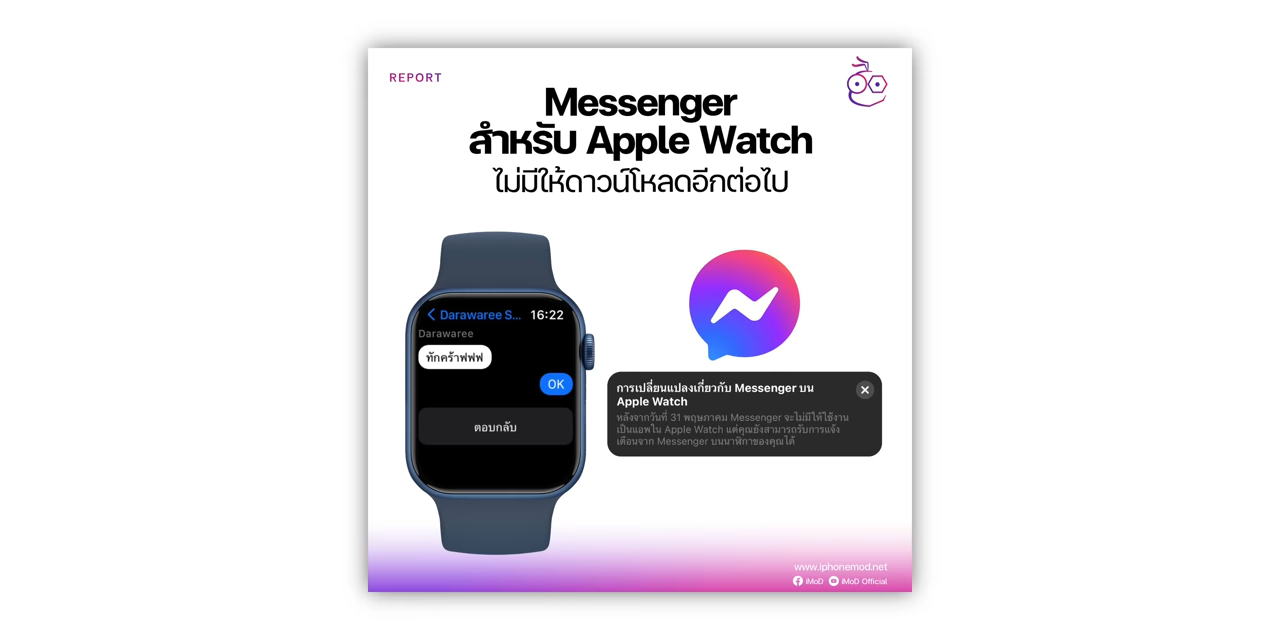 REPORT
Messenger
สำหรับ Apple Watch
ไม่มีให้ดาวน์โหลดอีกต่อไป
Darawaree S... 16:22
Darawaree
ทักคร้าฟฟฟ
OK
ตอบกลับ
การเปลี่ยนแปลงเกี่ยวกับ Messenger บน
Apple Watch
หลังจากวันที่ 31 พฤษภาคม Messenger จะไม่มีให้ใช้งาน
เป็นแอพใน Apple Watch แต่คุณยังสามารถรับการแจ้ง
เตือนจาก Messenger บนนาฬิกาของคุณได้
www.iphonemod.net
iMoD iMoD Official